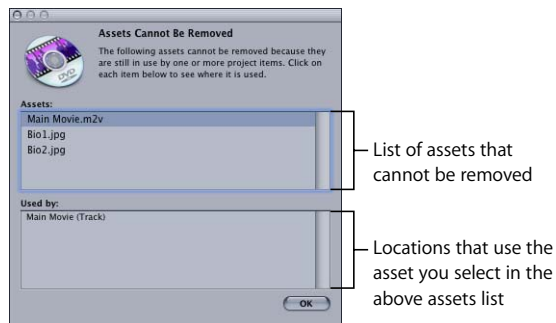 Assets Cannot Be Removed
The following assets cannot be removed because they
are still in use by one or more project items. Click on
each item below to see where it is used.
DVD
Assets:
Main Movie.m2v
Bio1.jpg
Bio2.jpg
List of assets that
cannot be removed
Used by:
Main Movie (Track)
Locations that use the
asset you select in the
above assets list
OK